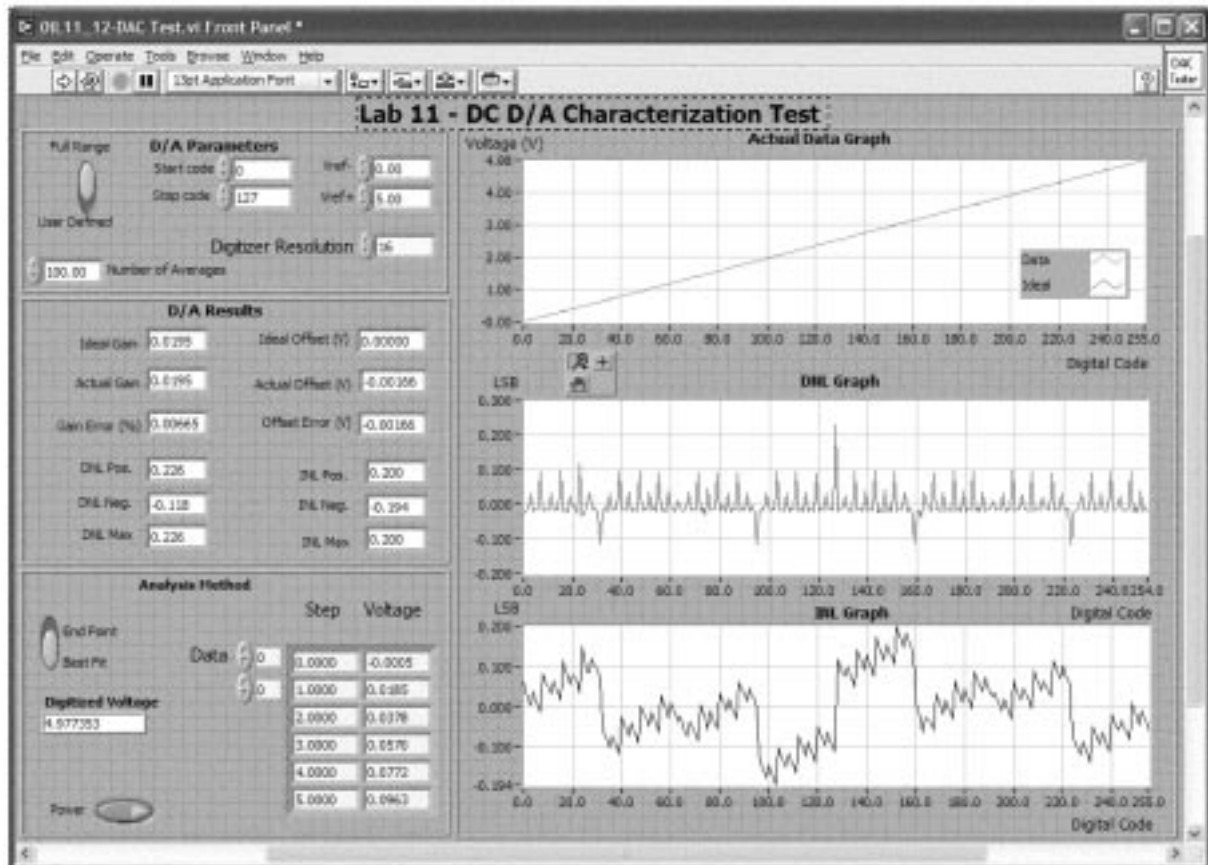 OIL11_12-DAC Test.vi Front Panel *
File Edit Operate Tools Browse Window Help
13pt Application Font
DAC
Tester
Lab 11 - DC D/A Characterization Test
Full Range
User Defined
D/A Parameters
Start code 0
Vref- 0.00
Stop code 127
Vref+ 5.00
Digitizer Resolution 16
100.00 Number of Averages
D/A Results
Ideal Gain 0.0195
Ideal Offset (V) 0.00000
Actual Gain 0.0195
Actual Offset (V) -0.00166
Gain Error (%) 0.00665
Offset Error (V) -0.00166
DNL Pos. 0.226
INL Pos. 0.200
DNL Neg. -0.118
INL Neg. -0.194
DNL Max 0.226
INL Max 0.200
Analysis Method
End Point
Best Fit
Digitized Voltage
4.977353
Power
Data 0
0
Step Voltage
0.0000 -0.0005
1.0000 0.0185
2.0000 0.0378
3.0000 0.0578
4.0000 0.0772
5.0000 0.0963
Voltage (V)
Actual Data Graph
4.98
4.00
3.00
2.00
1.00
-0.00
0.0 20.0 40.0 60.0 80.0 100.0 120.0 140.0 160.0 180.0 200.0 220.0 240.0 255.0
Digital Code
Data
Ideal
LSB
DNL Graph
0.300
0.200
0.100
0.000
-0.100
-0.200
0.0 20.0 40.0 60.0 80.0 100.0 120.0 140.0 160.0 180.0 200.0 220.0 240.0 254.0
Digital Code
LSB
INL Graph
0.200
0.100
0.000
-0.100
-0.194
0.0 20.0 40.0 60.0 80.0 100.0 120.0 140.0 160.0 180.0 200.0 220.0 240.0 255.0
Digital Code